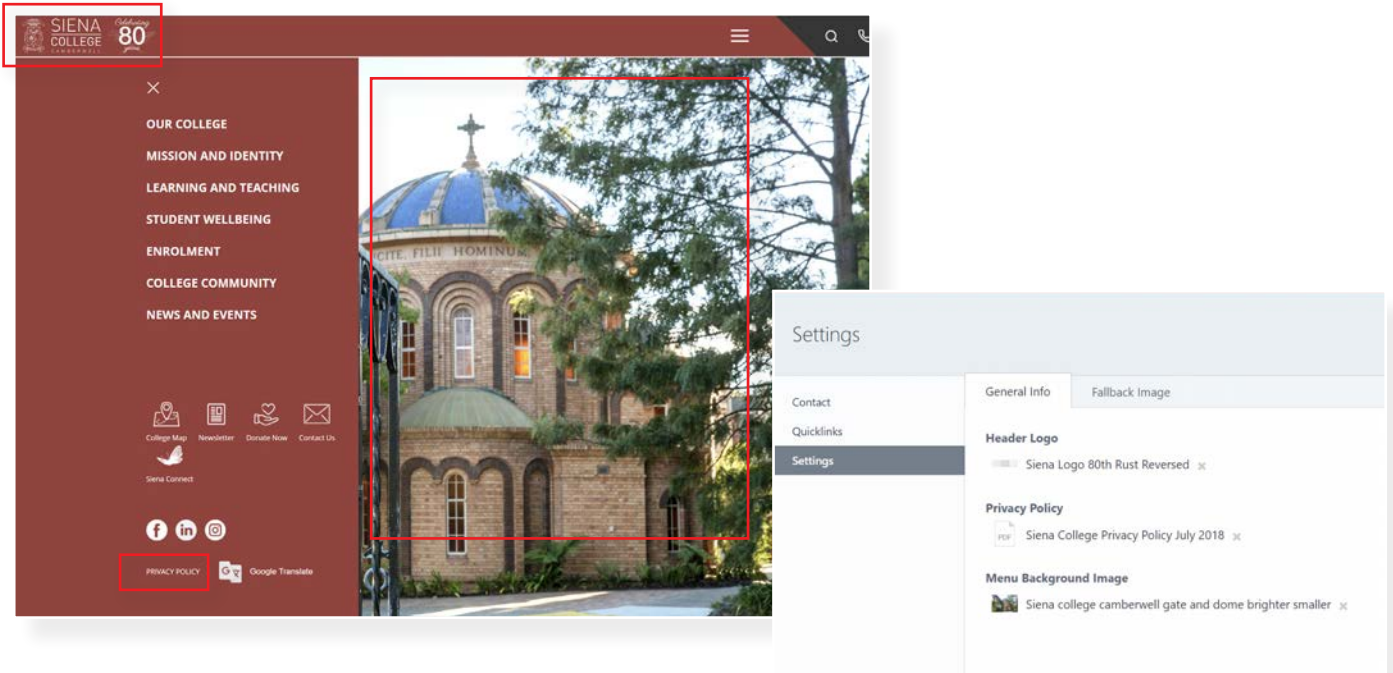 SIENA
COLLEGE
CAMBERWELL
Celebrating
80
years
OUR COLLEGE
MISSION AND IDENTITY
LEARNING AND TEACHING
STUDENT WELLBEING
ENROLMENT
COLLEGE COMMUNITY
NEWS AND EVENTS
College Map Newsletter Donate Now Contact Us
Siena Connect
f in
PRIVACY POLICY G Google Translate
CITE, FILII HOMINU
Settings
Contact
Quicklinks
Settings
General Info Fallback Image
Header Logo
Siena Logo 80th Rust Reversed
Privacy Policy
PDF Siena College Privacy Policy July 2018
Menu Background Image
Siena college camberwell gate and dome brighter smaller